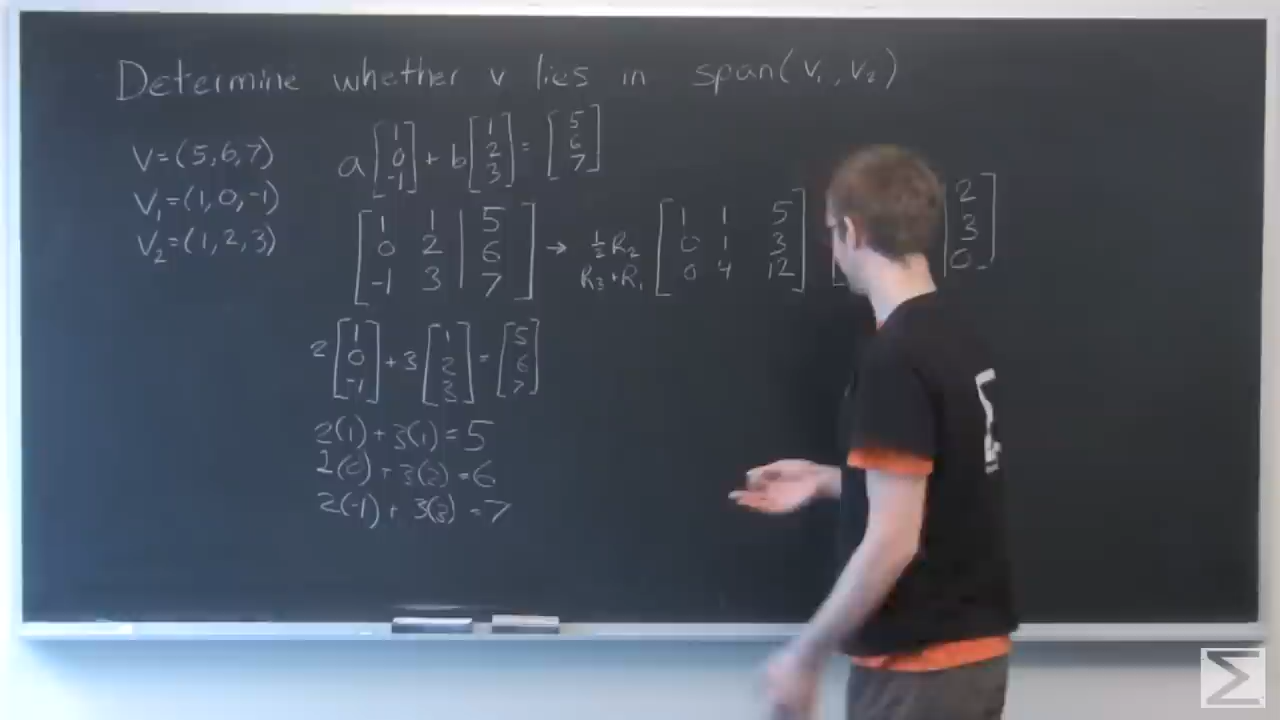 Determine whether v lies in span(v₁, v₂)
V=(5,6,7)
V₁=(1,0,-1)
V₂=(1,2,3)
a[1 0 -1] + b[1 2 3] = [5 6 7]
[1 1 | 5
0 2 | 6
-1 3 | 7] →
½R₂
R₃+R₁
[1 1 5
0 1 3
0 4 12]
2
3
0]
2[1 0 -1] + 3[1 2 3] = [5 6 7]
2(1) + 3(1) = 5
2(0) + 3(2) = 6
2(-1) + 3(3) = 7
Σ